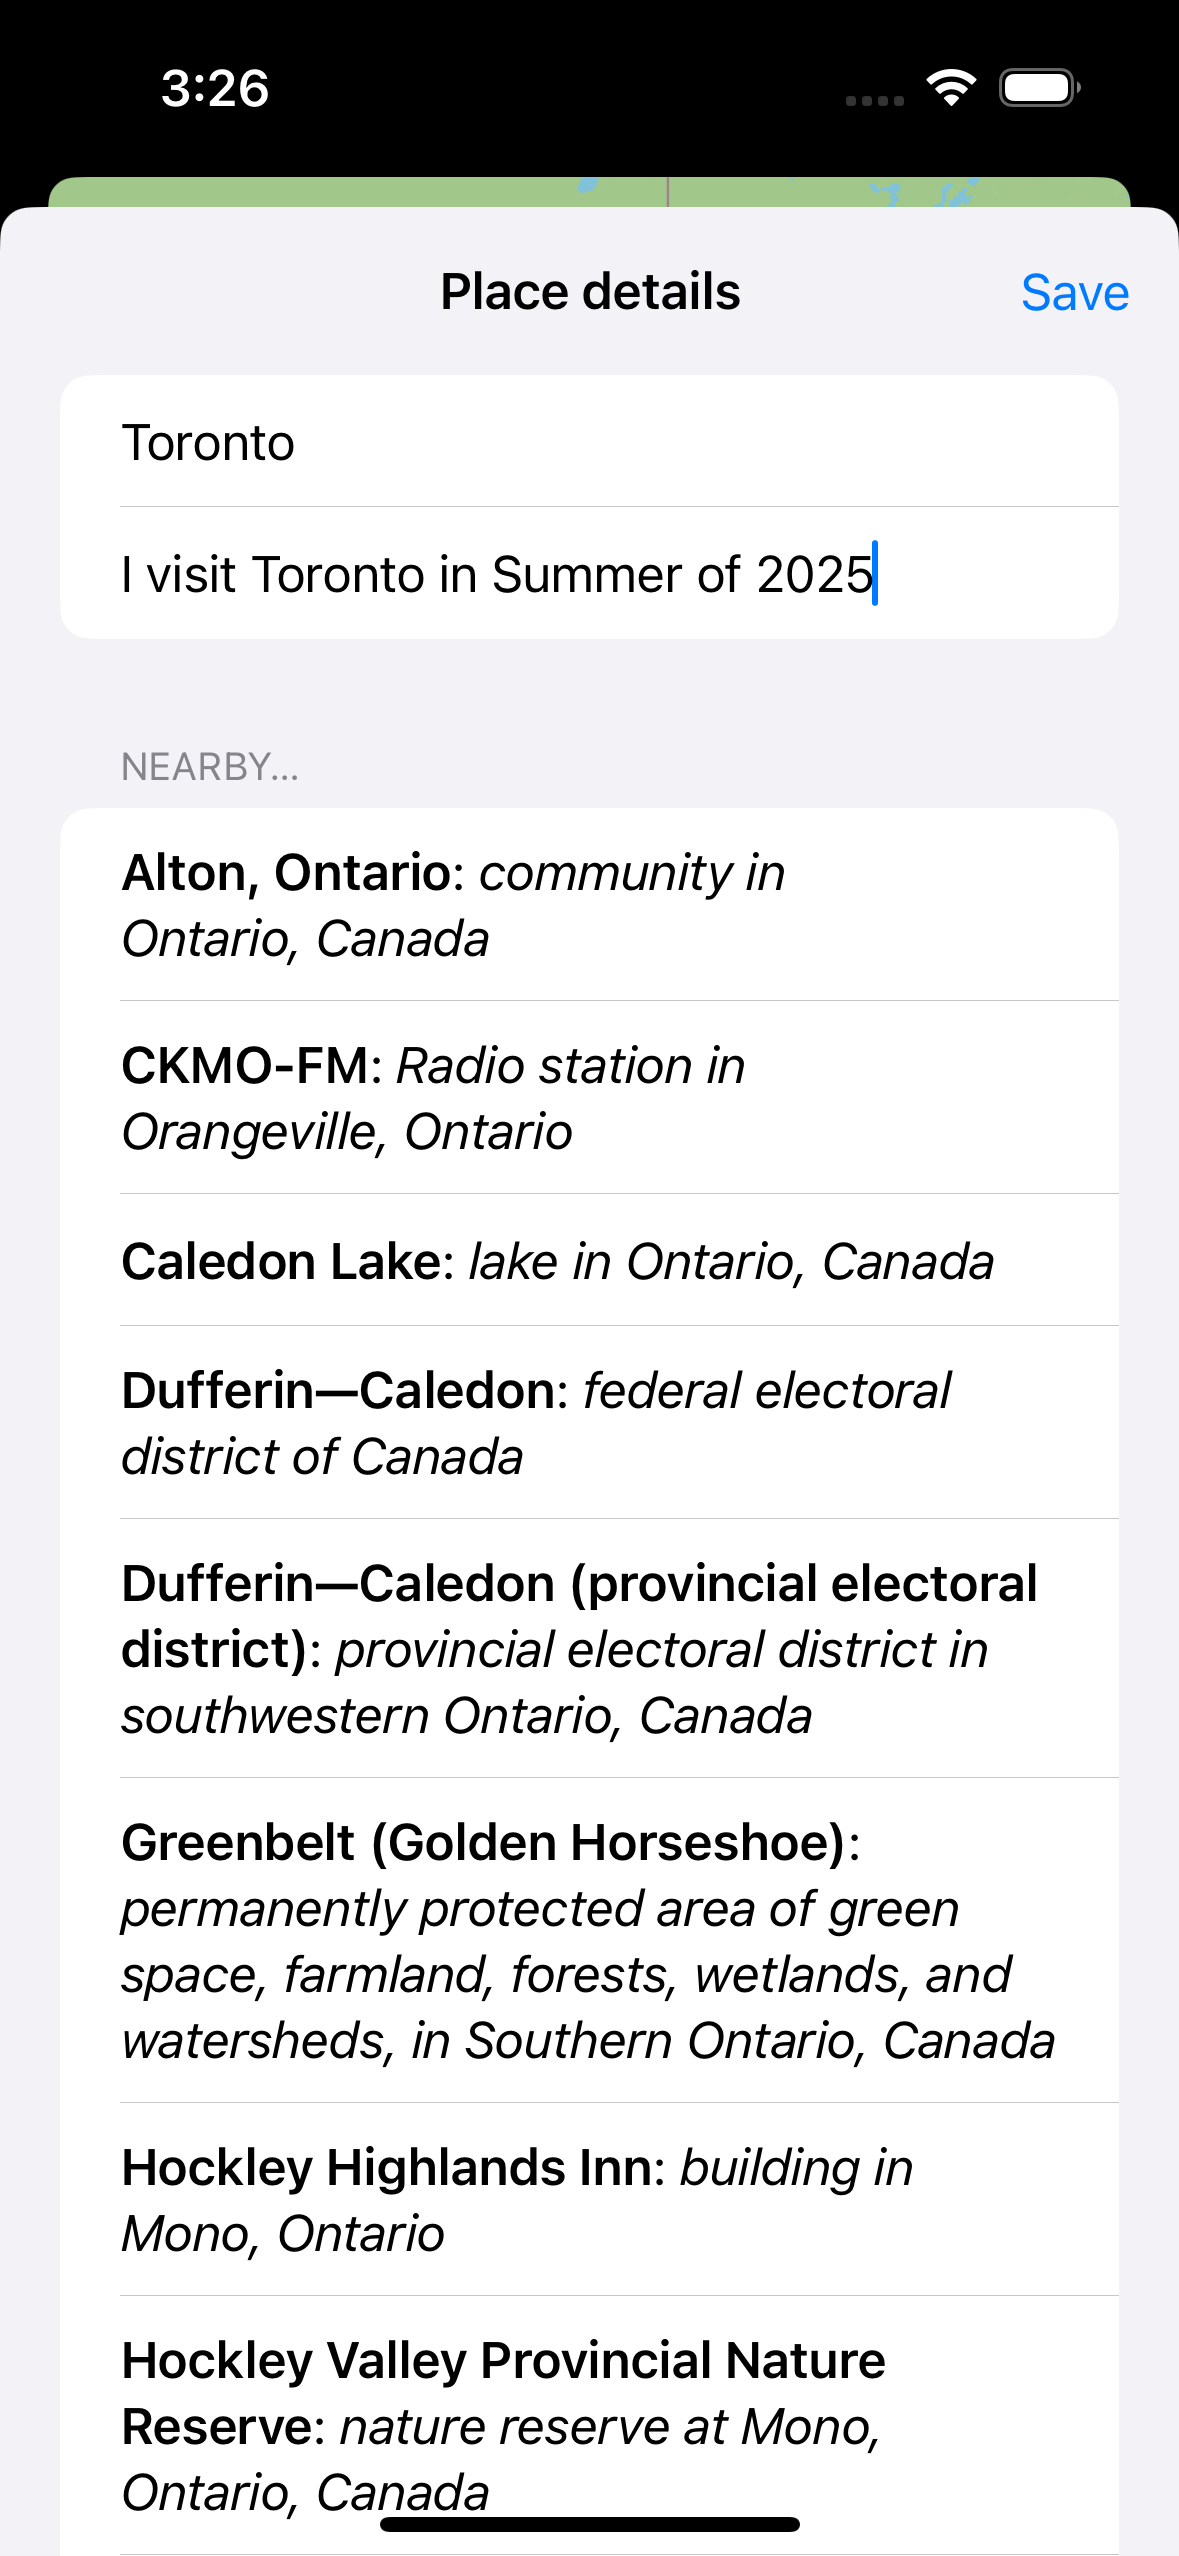 3:26
Place details
Save
Toronto
I visit Toronto in Summer of 2025
NEARBY...
Alton, Ontario: community in
Ontario, Canada
CKMO-FM: Radio station in
Orangeville, Ontario
Caledon Lake: lake in Ontario, Canada
Dufferin—Caledon: federal electoral
district of Canada
Dufferin—Caledon (provincial electoral
district): provincial electoral district in
southwestern Ontario, Canada
Greenbelt (Golden Horseshoe):
permanently protected area of green
space, farmland, forests, wetlands, and
watersheds, in Southern Ontario, Canada
Hockley Highlands Inn: building in
Mono, Ontario
Hockley Valley Provincial Nature
Reserve: nature reserve at Mono,
Ontario, Canada